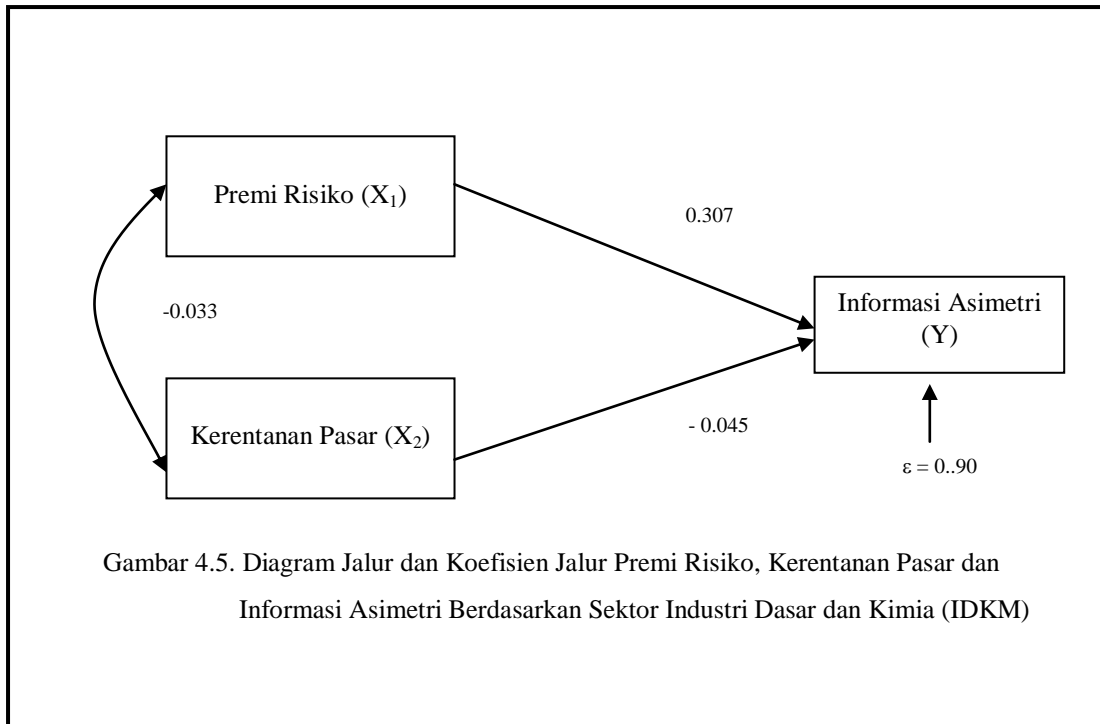 Premi Risiko (X₁)
0.307
Informasi Asimetri
(Y)
-0.033
Kerentanan Pasar (X₂)
- 0.045
ε = 0..90
Gambar 4.5. Diagram Jalur dan Koefisien Jalur Premi Risiko, Kerentanan Pasar dan
Informasi Asimetri Berdasarkan Sektor Industri Dasar dan Kimia (IDKM)